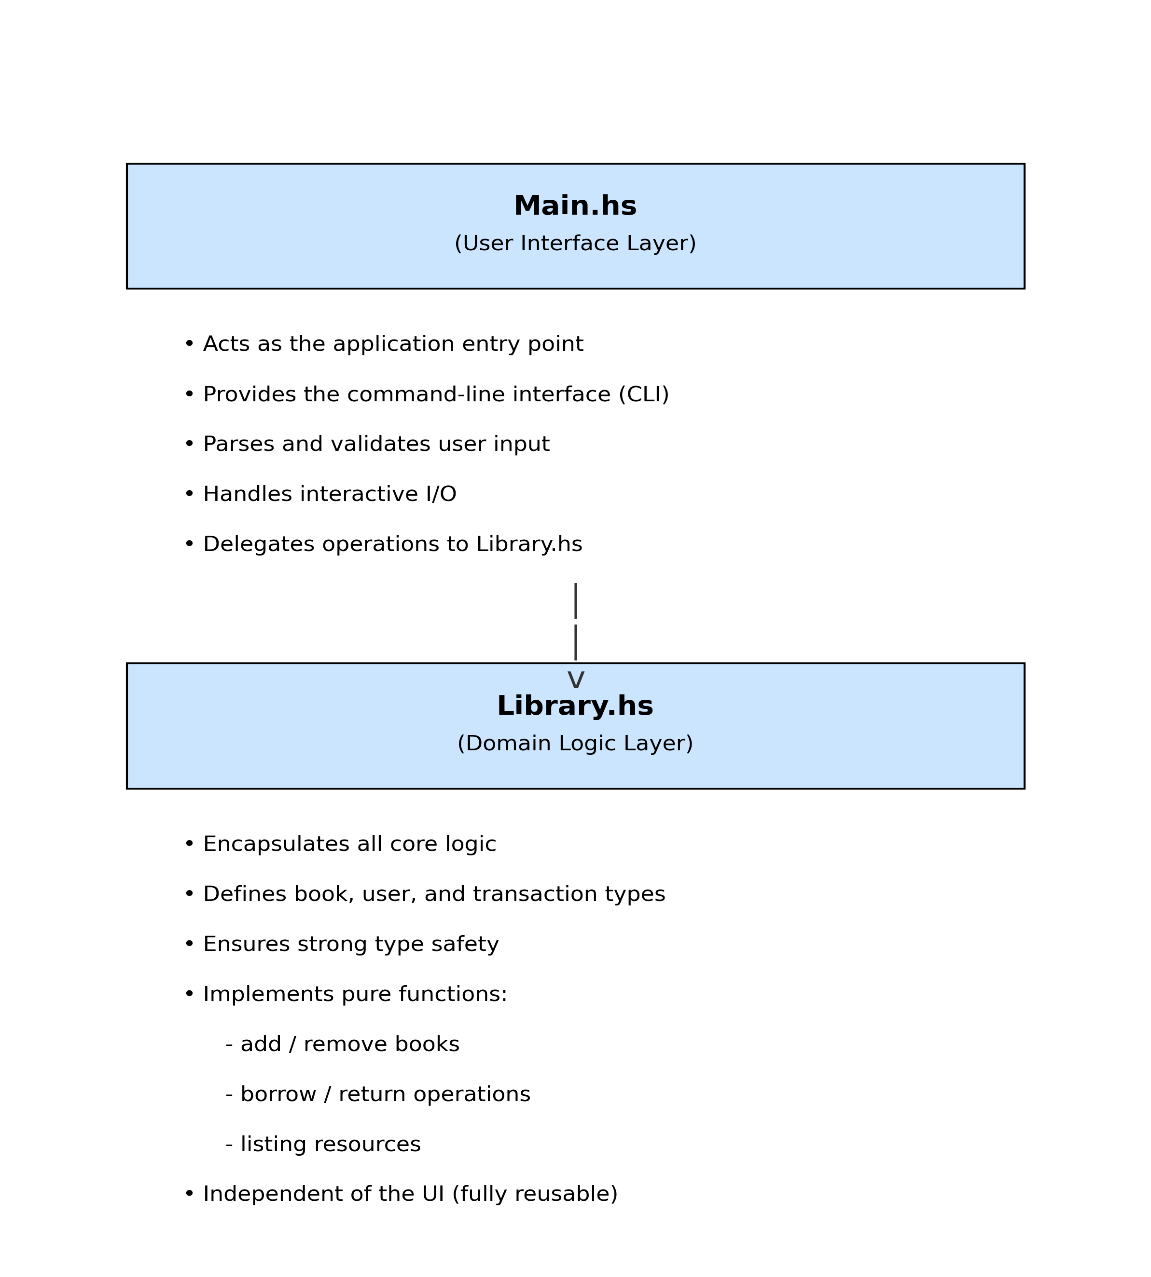 Main.hs
(User Interface Layer)
• Acts as the application entry point
• Provides the command-line interface (CLI)
• Parses and validates user input
• Handles interactive I/O
• Delegates operations to Library.hs
|
|
v
Library.hs
(Domain Logic Layer)
• Encapsulates all core logic
• Defines book, user, and transaction types
• Ensures strong type safety
• Implements pure functions:
- add / remove books
- borrow / return operations
- listing resources
• Independent of the UI (fully reusable)